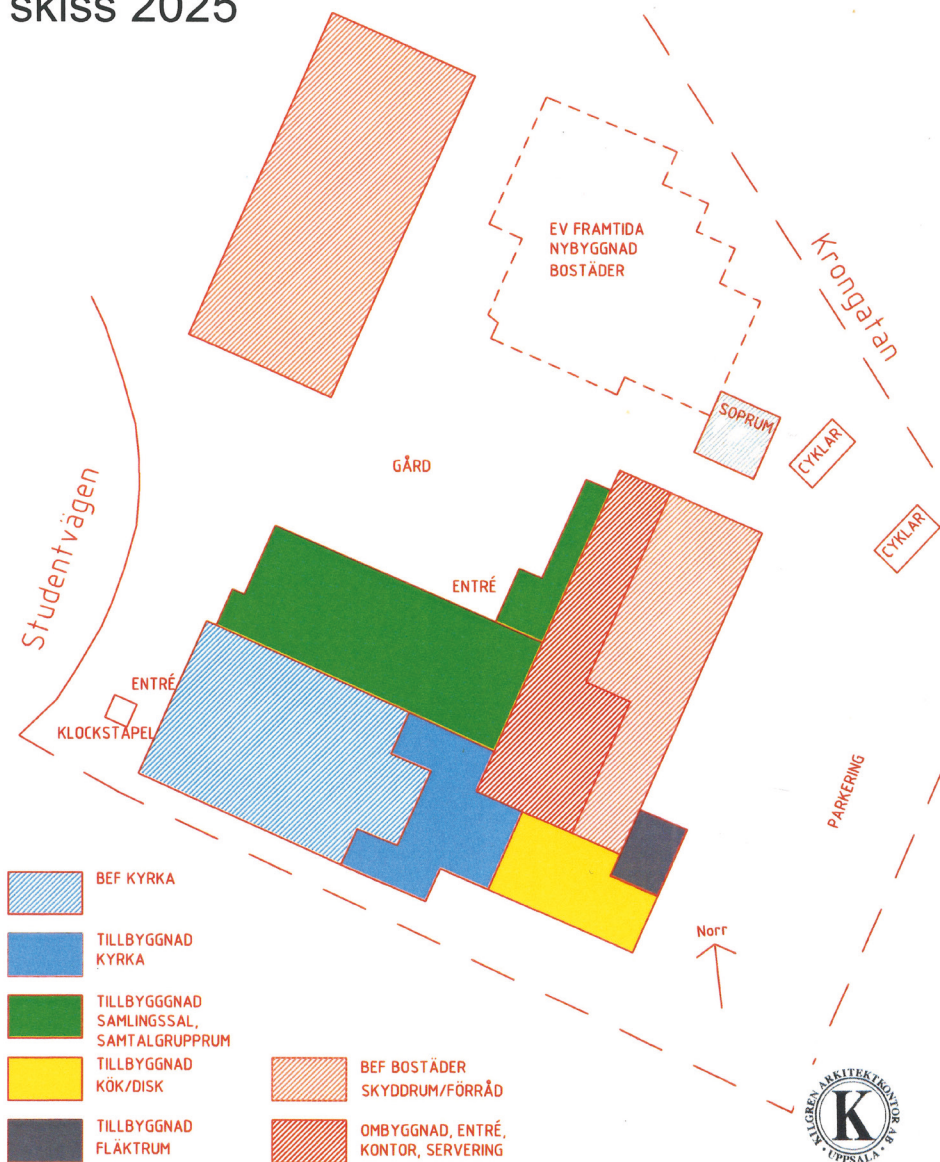 skiss 2025
EV FRAMTIDA
NYBYGGNAD
BOSTÄDER
Krongatan
SOPRUM
CYKLAR
CYKLAR
GÅRD
Studentvägen
ENTRÉ
ENTRÉ
KLOCKSTAPEL
PARKERING
Norr
BEF KYRKA
TILLBYGGNAD
KYRKA
TILLBYGGGNAD
SAMLINGSSAL,
SAMTALGRUPPRUM
TILLBYGGNAD
KÖK/DISK
TILLBYGGNAD
FLÄKTRUM
BEF BOSTÄDER
SKYDDRUM/FÖRRÅD
OMBYGGNAD, ENTRÉ,
KONTOR, SERVERING
KILLGREN ARKITEKTKONTOR AB
K
• UPPSALA •